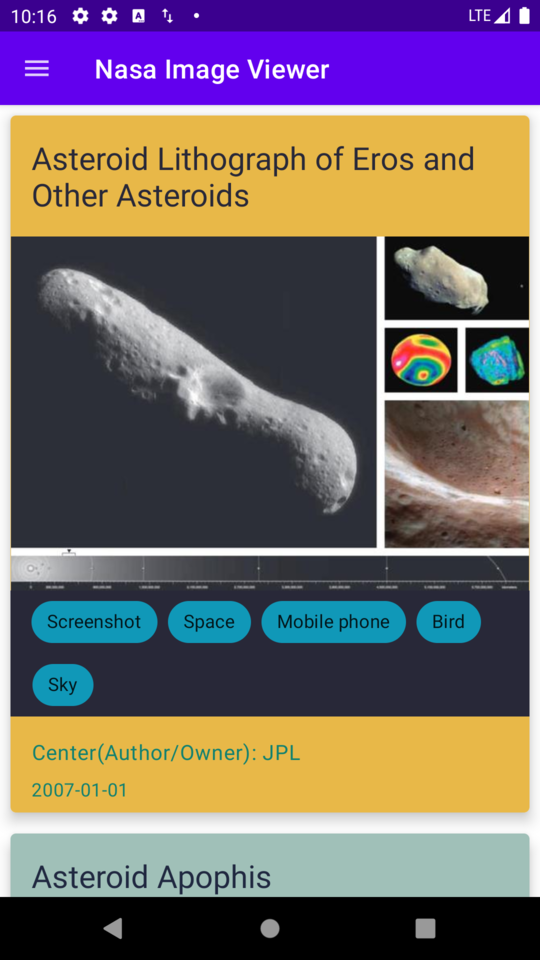 10:16
LTE
Nasa Image Viewer
Asteroid Lithograph of Eros and
Other Asteroids
Screenshot
Space
Mobile phone
Bird
Sky
Center(Author/Owner): JPL
2007-01-01
Asteroid Apophis